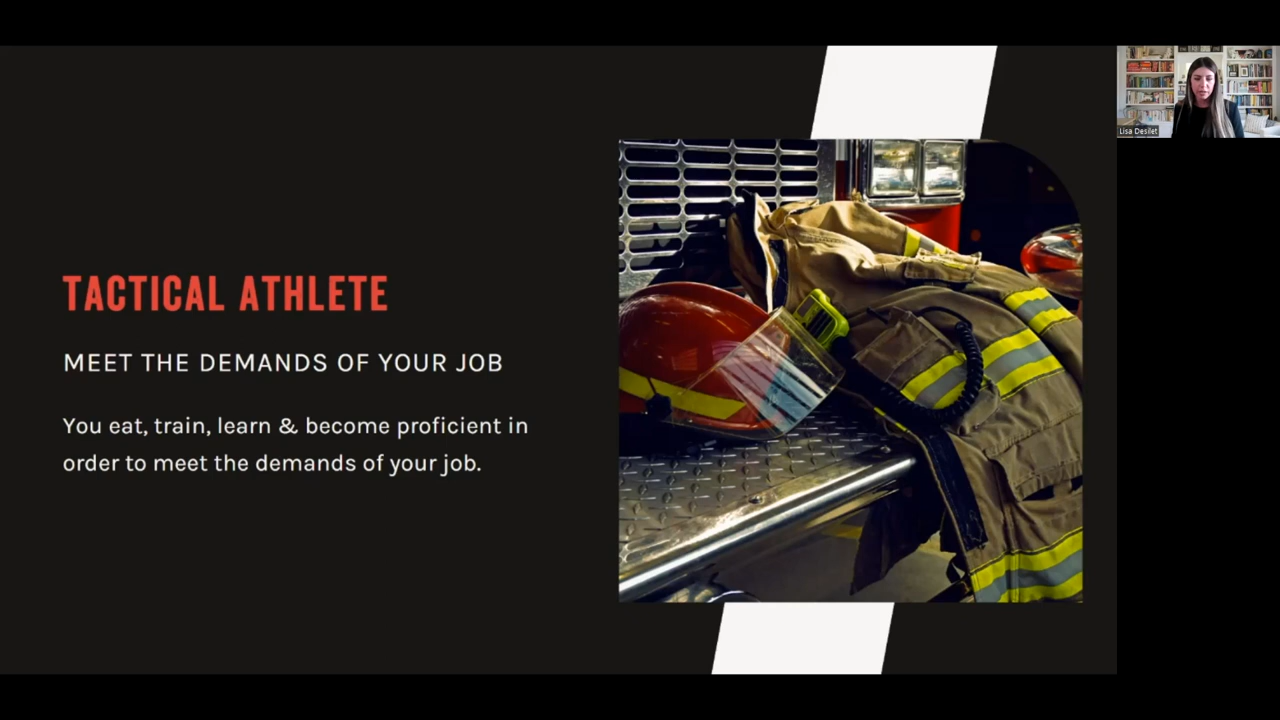 TACTICAL ATHLETE
MEET THE DEMANDS OF YOUR JOB
You eat, train, learn & become proficient in
order to meet the demands of your job.
Lisa Desilet